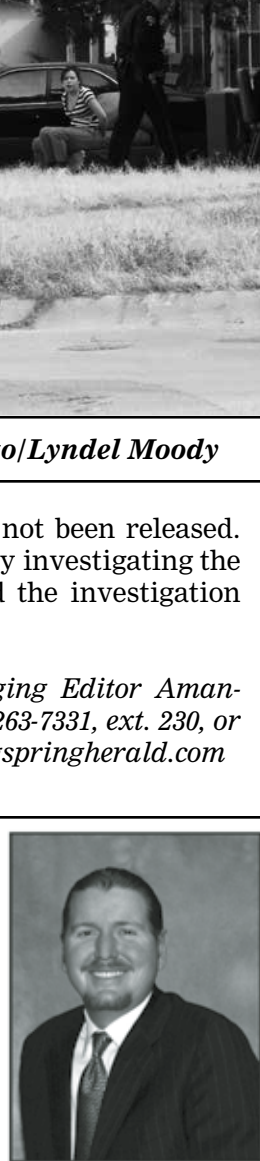 o/Lyndel Moody
not been released.
y investigating the
the investigation
ging Editor Aman-
263-7331, ext. 230, or
springherald.com